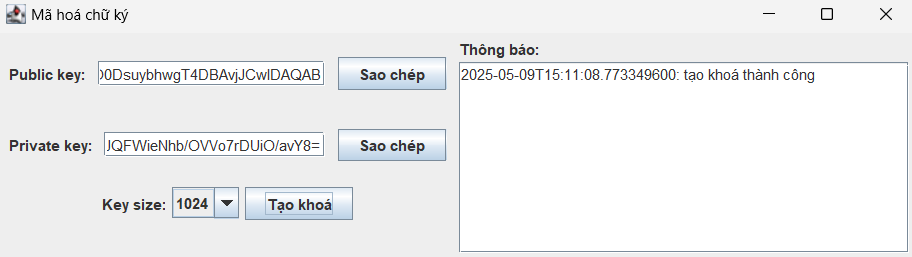 Mã hoá chữ ký
Public key: 00DsuybhwgT4DBAvjJCwIDAQAB Sao chép
Private key: JQFWieNhb/OVVo7rDUiO/avY8= Sao chép
Key size: 1024 Tạo khoá
Thông báo:
2025-05-09T15:11:08.773349600: tạo khoá thành công